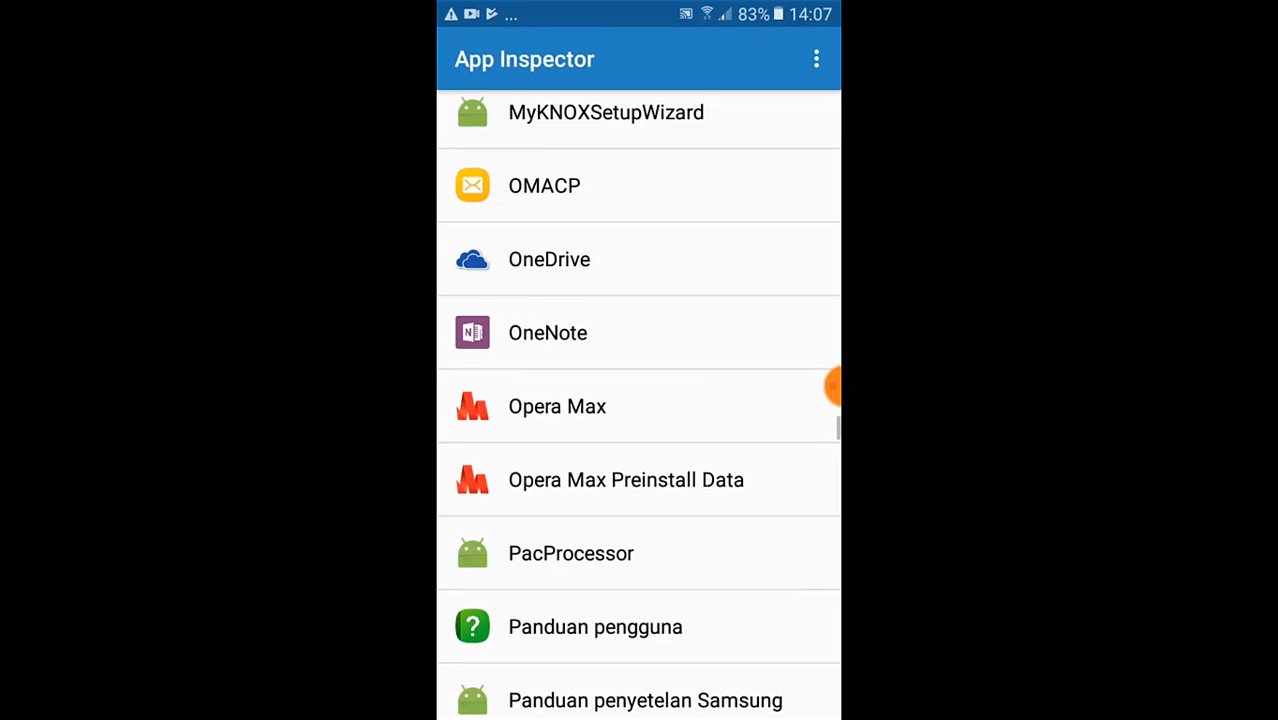 ... 83% 14:07
App Inspector
MyKNOXSetupWizard
OMACP
OneDrive
N OneNote
Opera Max
Opera Max Preinstall Data
PacProcessor
? Panduan pengguna
Panduan penyetelan Samsung